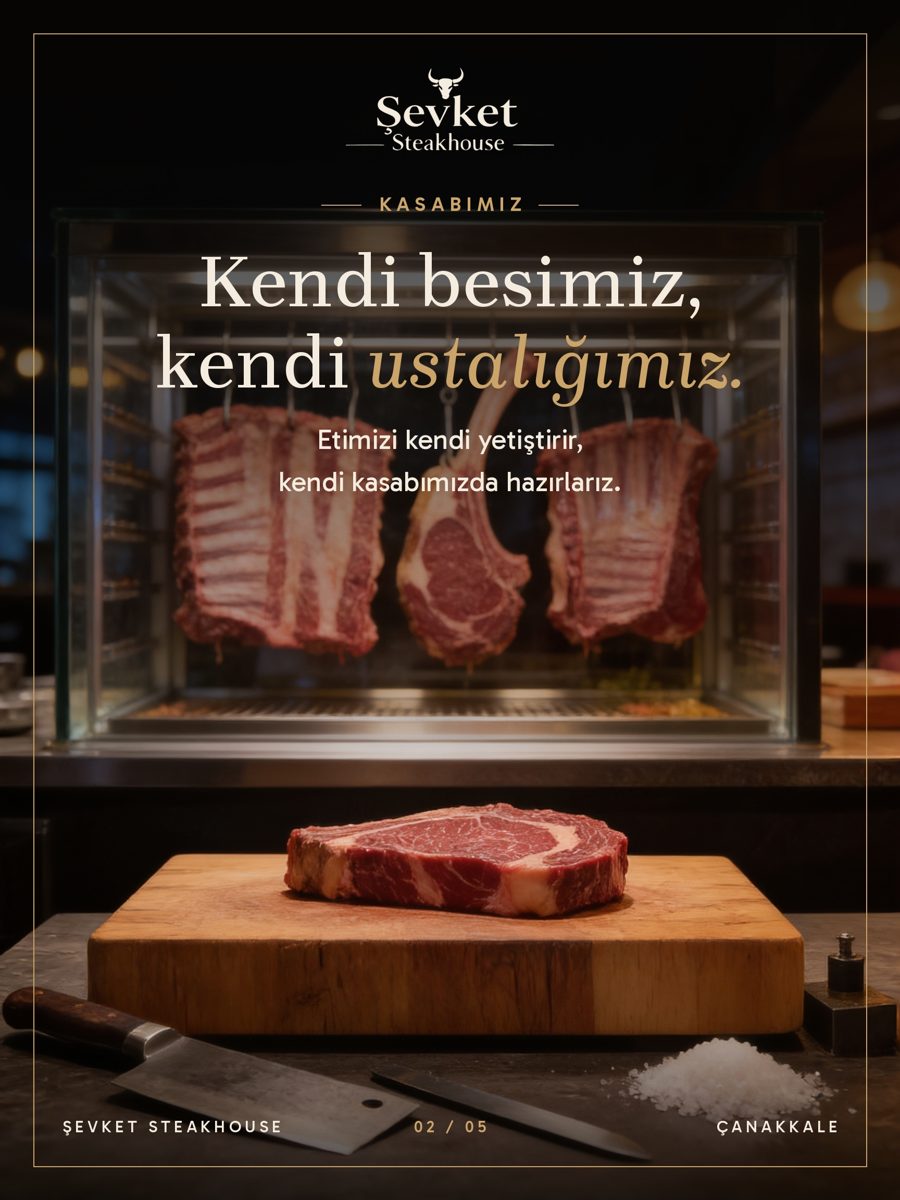 Şevket
Steakhouse
KASABIMIZ
Kendi besimiz,
kendi ustalığımız.
Etimizi kendi yetiştirir,
kendi kasabımızda hazırlarız.
ŞEVKET STEAKHOUSE
02 / 05
ÇANAKKALE